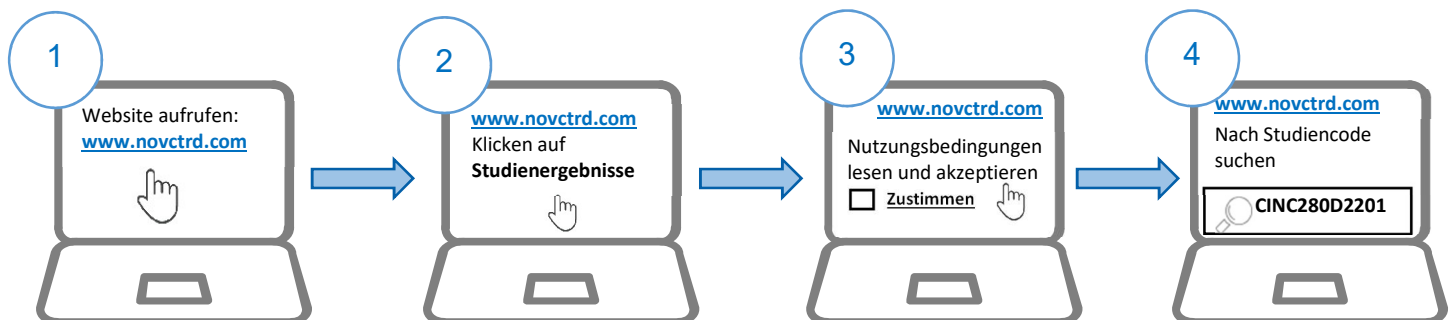 1
Website aufrufen:
www.novctrd.com
2
www.novctrd.com
Klicken auf
Studienergebnisse
3
www.novctrd.com
Nutzungsbedingungen
lesen und akzeptieren
Zustimmen
4
www.novctrd.com
Nach Studiencode
suchen
CINC280D2201